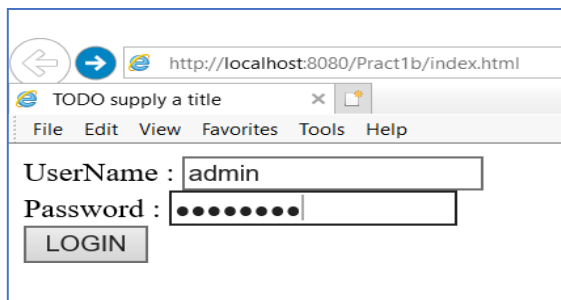 http://localhost:8080/Pract1b/index.html
TODO supply a title
File Edit View Favorites Tools Help
UserName : admin
Password : ●●●●●●●●
LOGIN